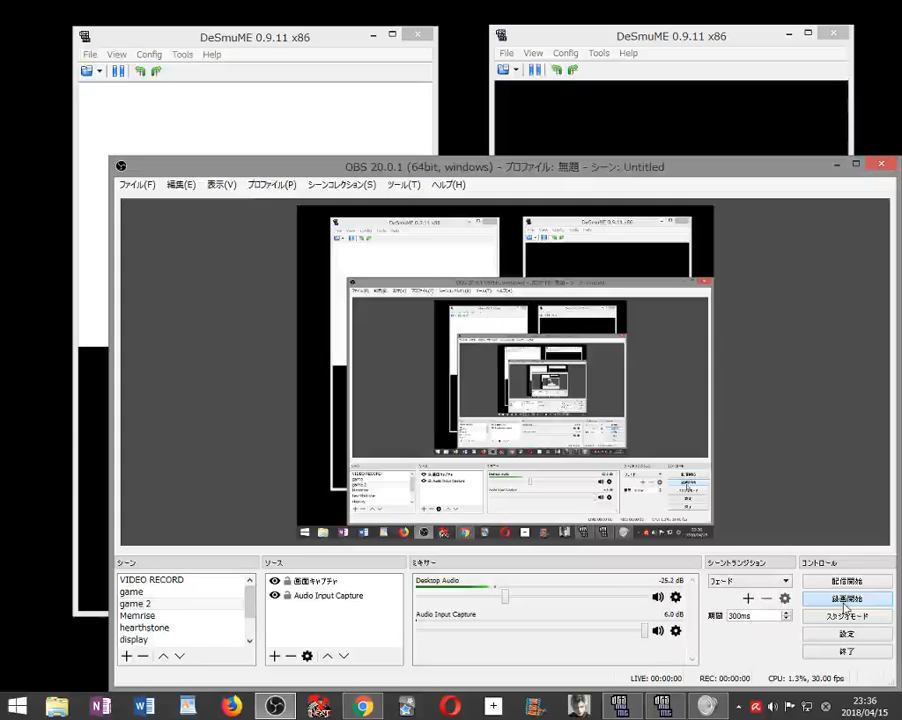 DeSmuME 0.9.11 x86
File View Config Tools Help
DeSmuME 0.9.11 x86
File View Config Tools Help
OBS 20.0.1 (64bit, windows) - プロファイル: 無題 - シーン: Untitled
ファイル(F) 編集(E) 表示(V) プロファイル(P) シーンコレクション(S) ツール(T) ヘルプ(H)
シーン
VIDEO RECORD
game
game 2
Memrise
hearthstone
display
ソース
画面キャプチャ
Audio Input Capture
ミキサー
Desktop Audio -25.2 dB
Audio Input Capture 6.0 dB
シーントランジション
フェード
期間 300ms
コントロール
配信開始
録画開始
スタジオモード
設定
終了
LIVE: 00:00:00 REC: 00:00:00 CPU: 1.3%, 30.00 fps
23:36
2018/04/15